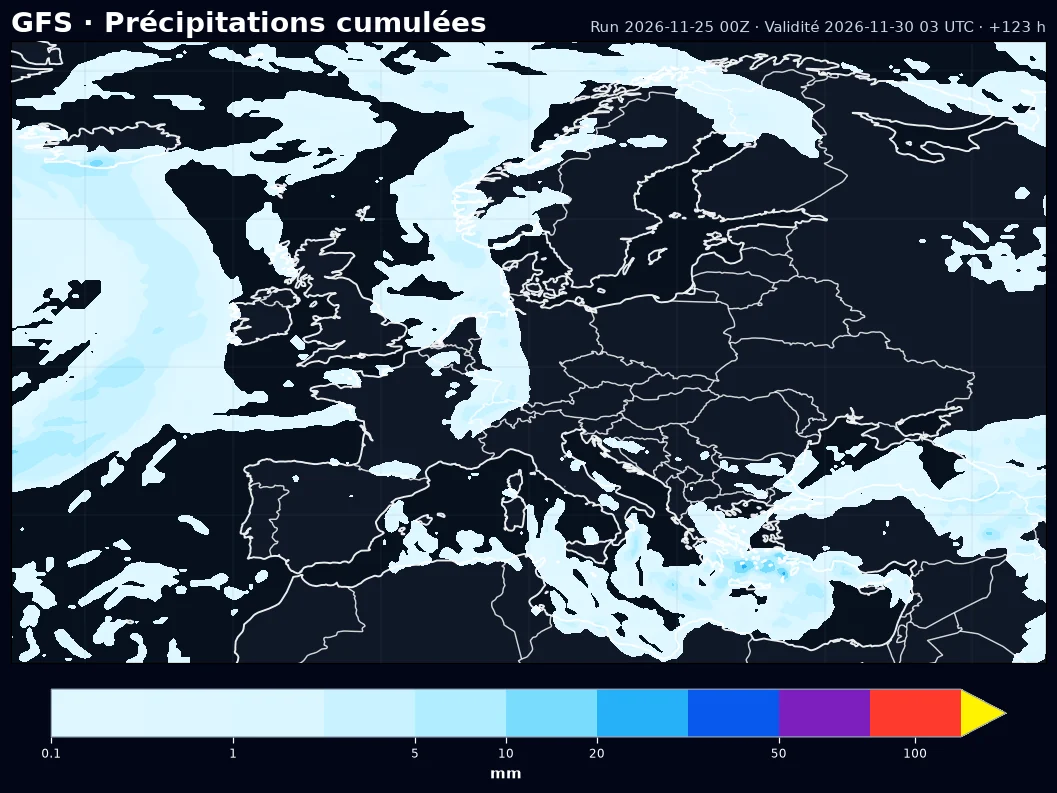 GFS · Précipitations cumulées
Run 2026-11-25 00Z · Validité 2026-11-30 03 UTC · +123 h
0.1 1 5 10 20 50 100
mm